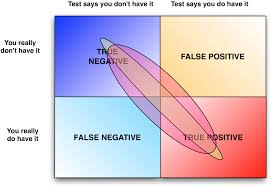 Test says you don't have it Test says you do have it
You really
don't have it
TRUE
NEGATIVE
FALSE POSITIVE
You really
do have it
FALSE NEGATIVE
TRUE POSITIVE